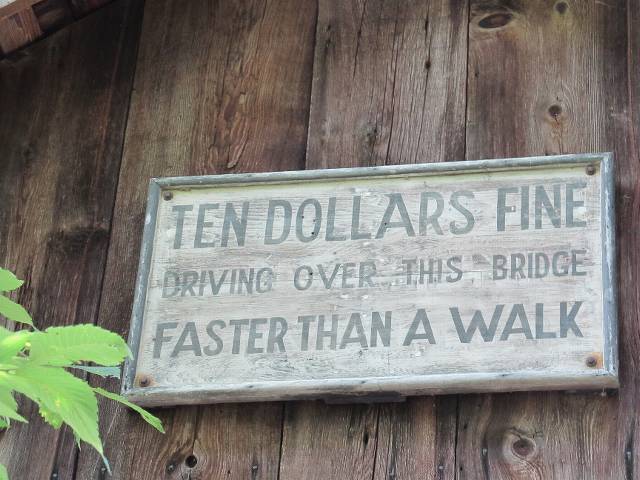 TEN DOLLARS FINE
DRIVING OVER THIS BRIDGE
FASTER THAN A WALK